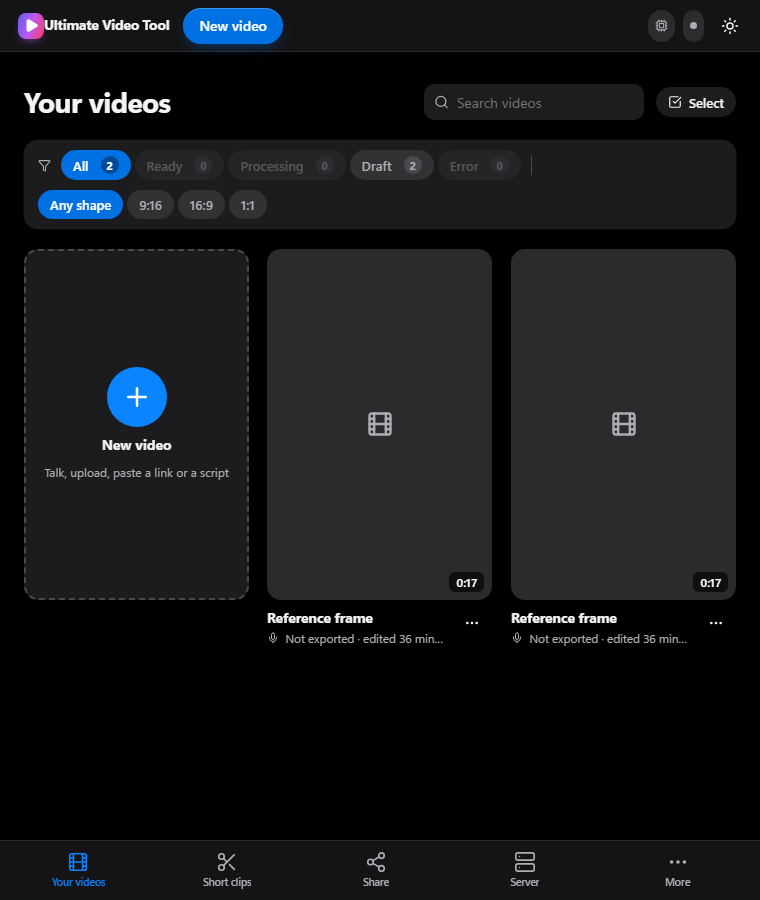 Ultimate Video Tool
New video
Your videos
Search videos
Select
All 2
Ready 0
Processing 0
Draft 2
Error 0
Any shape
9:16
16:9
1:1
New video
Talk, upload, paste a link or a script
0:17
0:17
Reference frame
Not exported · edited 36 min...
Reference frame
Not exported · edited 36 min...
Your videos
Short clips
Share
Server
More